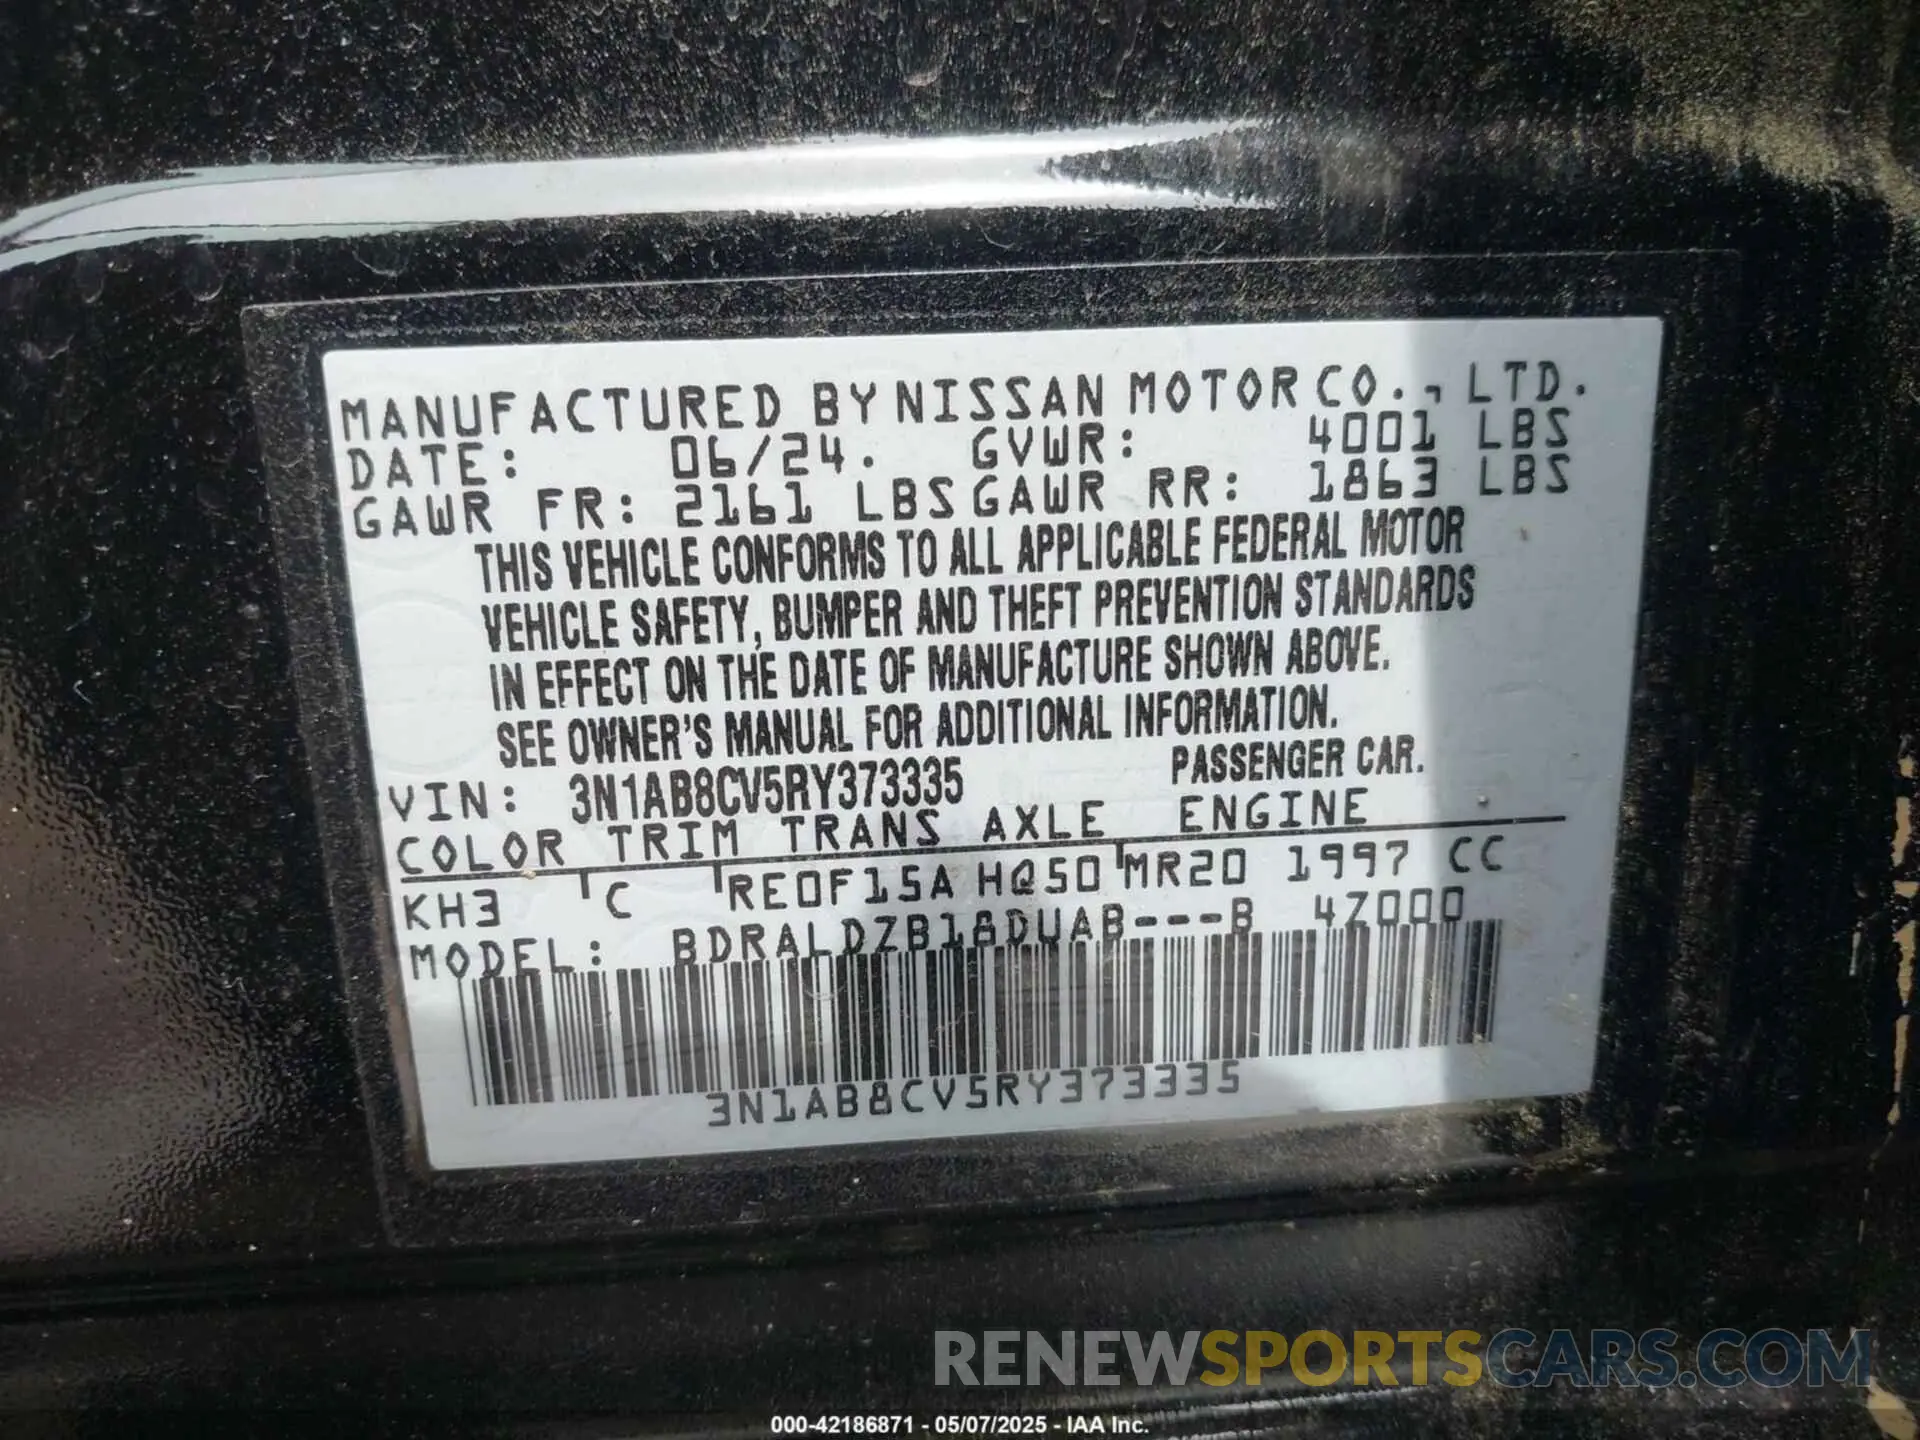 MANUFACTURED BY NISSAN MOTOR CO., LTD.
DATE: 06/24. GVWR: 4001 LBS
GAWR FR: 2161 LBS GAWR RR: 1863 LBS
THIS VEHICLE CONFORMS TO ALL APPLICABLE FEDERAL MOTOR
VEHICLE SAFETY, BUMPER AND THEFT PREVENTION STANDARDS
IN EFFECT ON THE DATE OF MANUFACTURE SHOWN ABOVE.
SEE OWNER'S MANUAL FOR ADDITIONAL INFORMATION.
VIN: 3N1AB8CV5RY373335 PASSENGER CAR.
COLOR TRIM TRANS AXLE ENGINE
KH3 C RE0F15A HQ50 MR20 1997 CC
MODEL: BDRALDZB18DUAB---B 4Z000
3N1AB8CV5RY373335
RENEWSPORTSCARS.COM
000-42186871 - 05/07/2025 - IAA Inc.